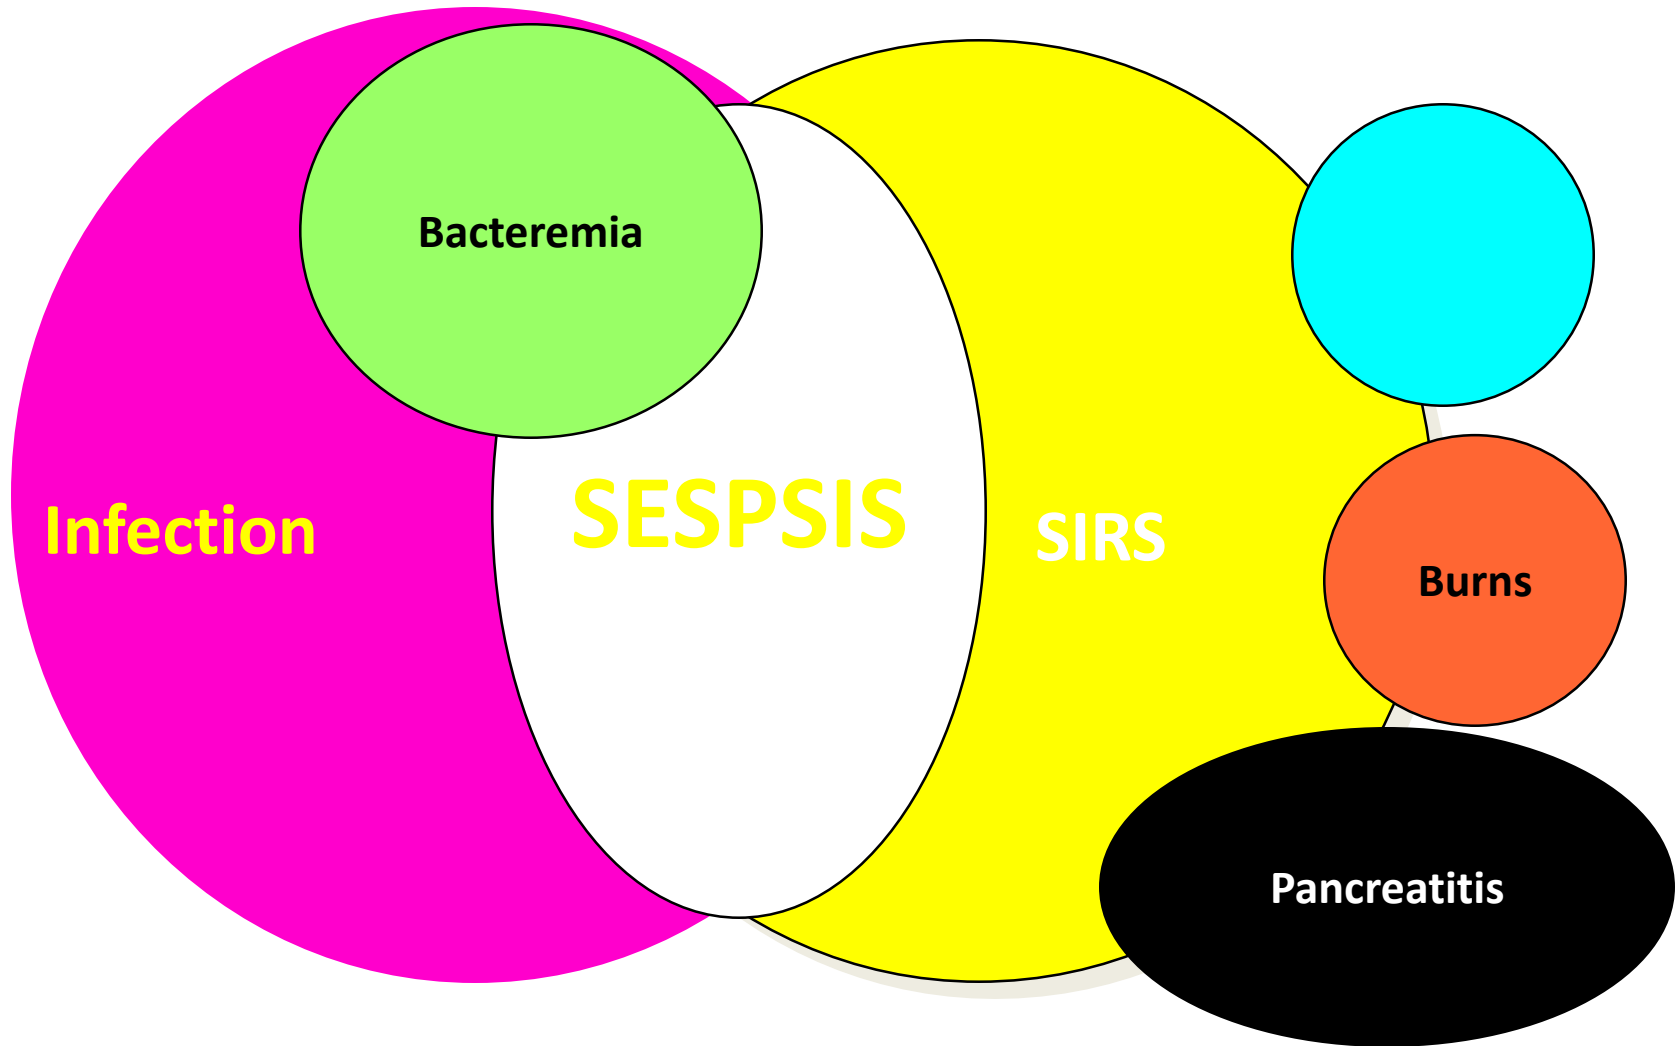 Bacteremia
Infection
SESPSIS
SIRS
Burns
Pancreatitis